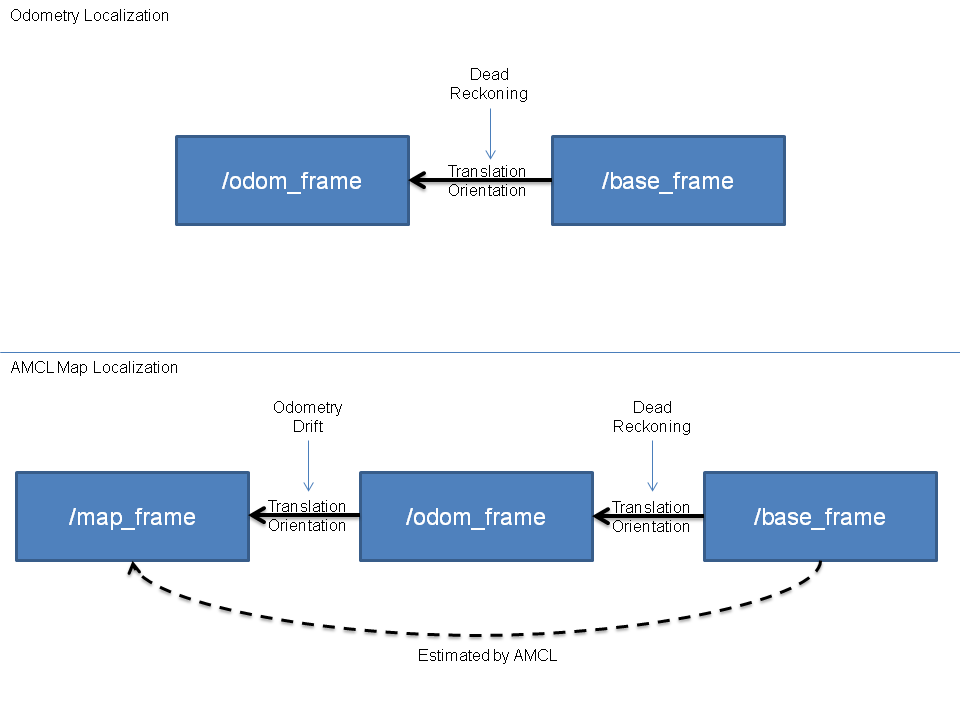 Odometry Localization
Dead
Reckoning
/odom_frame
Translation
Orientation
/base_frame
AMCL Map Localization
Odometry
Drift
Dead
Reckoning
/map_frame
Translation
Orientation
/odom_frame
Translation
Orientation
/base_frame
Estimated by AMCL